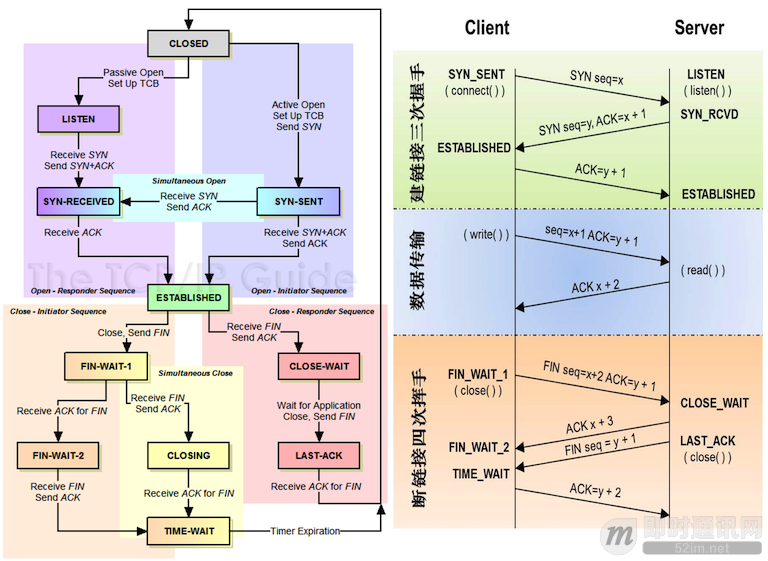 CLOSED
Passive Open
Set Up TCB
Active Open
Set Up TCB
Send SYN
LISTEN
Receive SYN
Send SYN+ACK
Simultaneous Open
SYN-RECEIVED
Receive SYN
Send ACK
SYN-SENT
Receive ACK
Receive SYN+ACK
Send ACK
The TCP/IP Guide
Open - Responder Sequence
ESTABLISHED
Open - Initiator Sequence
Close - Initiator Sequence
Close - Responder Sequence
Close, Send FIN
Receive FIN
Send ACK
FIN-WAIT-1
CLOSE-WAIT
Simultaneous Close
Receive ACK for FIN
Receive FIN
Send ACK
Wait for Application
Close, Send FIN
FIN-WAIT-2
CLOSING
LAST-ACK
Receive FIN
Send ACK
Receive ACK for FIN
Receive ACK for FIN
TIME-WAIT
Timer Expiration
Client
Server
建链接三次握手
SYN_SENT
( connect( ) )
SYN seq=x
LISTEN
( listen( ) )
SYN_RCVD
SYN seq=y, ACK=x + 1
ESTABLISHED
ACK=y + 1
ESTABLISHED
数据传输
( write( ) )
seq=x+1 ACK=y + 1
( read( ) )
ACK x + 2
断链接四次挥手
FIN_WAIT_1
( close( ) )
FIN seq=x+2 ACK=y + 1
CLOSE_WAIT
ACK x + 3
FIN_WAIT_2
LAST_ACK
( close( ) )
FIN seq = y + 1
TIME_WAIT
ACK=y + 2
m
即时通讯网
52im.net